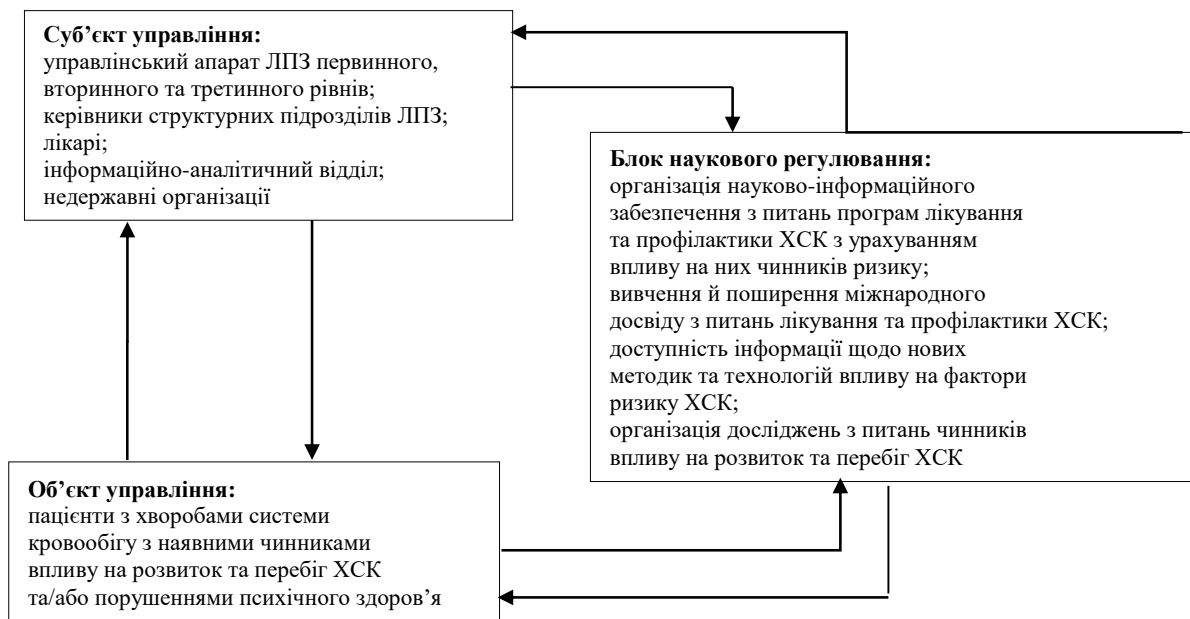 Суб’єкт управління:
управлінський апарат ЛПЗ первинного,
вторинного та третинного рівнів;
керівники структурних підрозділів ЛПЗ;
лікарі;
інформаційно-аналітичний відділ;
недержавні організації
Блок наукового регулювання:
організація науково-інформаційного
забезпечення з питань програм лікування
та профілактики ХСК з урахуванням
впливу на них чинників ризику;
вивчення й поширення міжнародного
досвіду з питань лікування та профілактики ХСК;
доступність інформації щодо нових
методик та технологій впливу на фактори
ризику ХСК;
організація досліджень з питань чинників
впливу на розвиток та перебіг ХСК
Об’єкт управління:
пацієнти з хворобами системи
кровообігу з наявними чинниками
впливу на розвиток та перебіг ХСК
та/або порушеннями психічного здоров’я